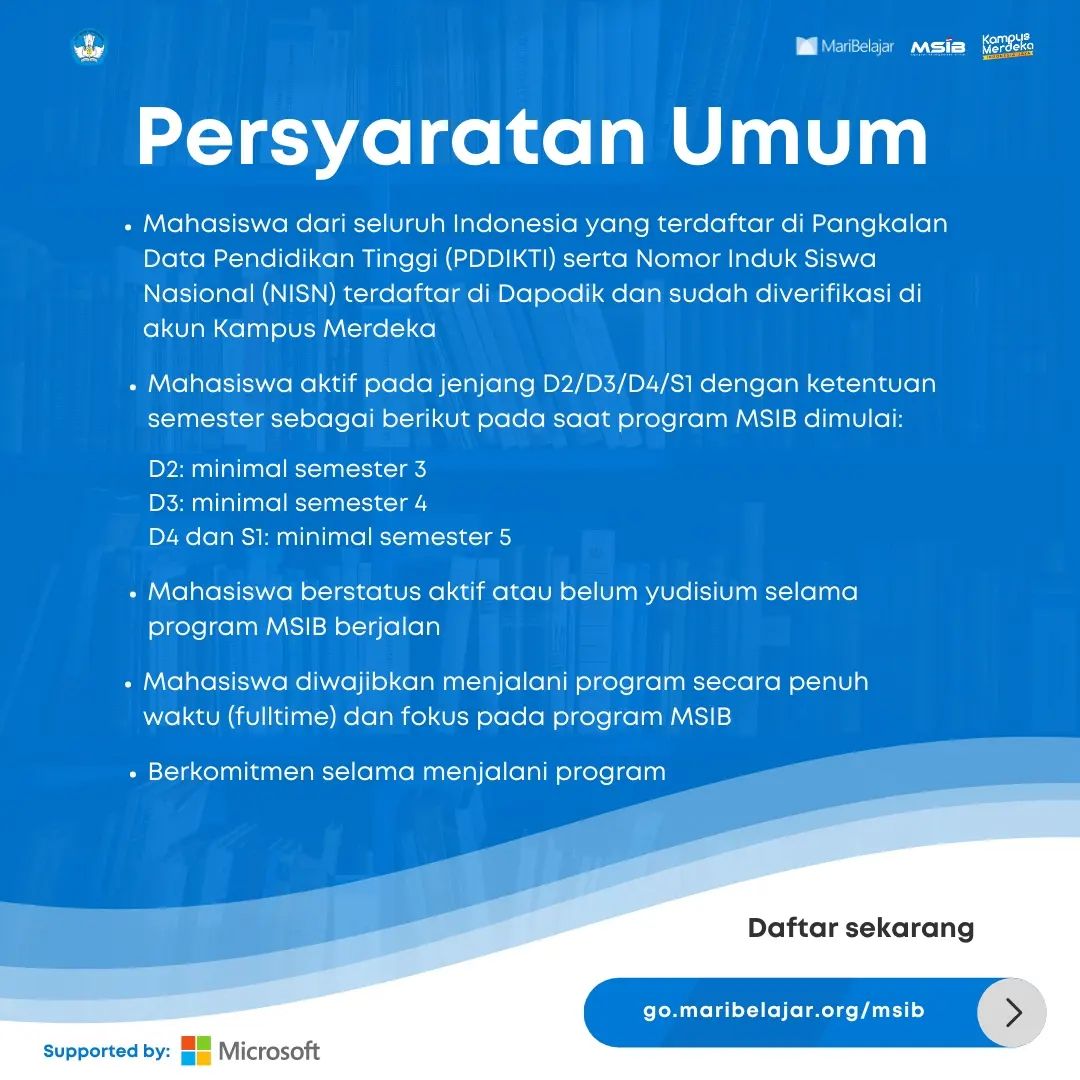 MariBelajar
MSIB
Kampus
Merdeka
INDONESIA JAYA
Persyaratan Umum
• Mahasiswa dari seluruh Indonesia yang terdaftar di Pangkalan
Data Pendidikan Tinggi (PDDIKTI) serta Nomor Induk Siswa
Nasional (NISN) terdaftar di Dapodik dan sudah diverifikasi di
akun Kampus Merdeka
• Mahasiswa aktif pada jenjang D2/D3/D4/S1 dengan ketentuan
semester sebagai berikut pada saat program MSIB dimulai:
D2: minimal semester 3
D3: minimal semester 4
D4 dan S1: minimal semester 5
• Mahasiswa berstatus aktif atau belum yudisium selama
program MSIB berjalan
• Mahasiswa diwajibkan menjalani program secara penuh
waktu (fulltime) dan fokus pada program MSIB
• Berkomitmen selama menjalani program
Daftar sekarang
go.maribelajar.org/msib
Supported by: Microsoft